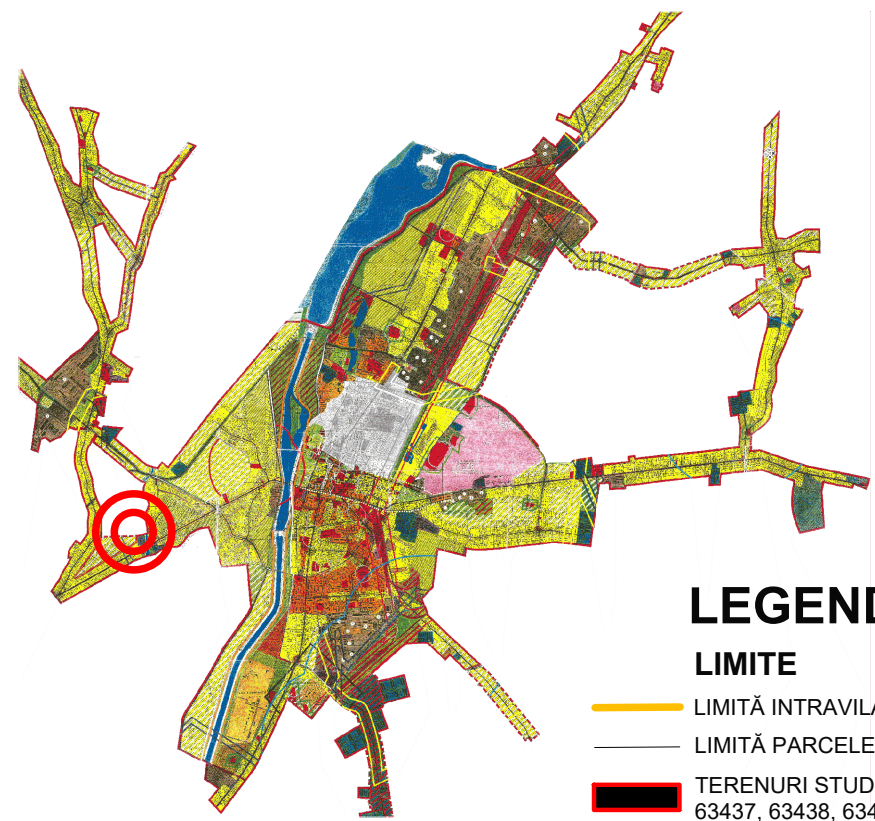 LEGEND
LIMITE
LIMITĂ INTRAVILA
LIMITĂ PARCELE
TERENURI STUD
63437, 63438, 634